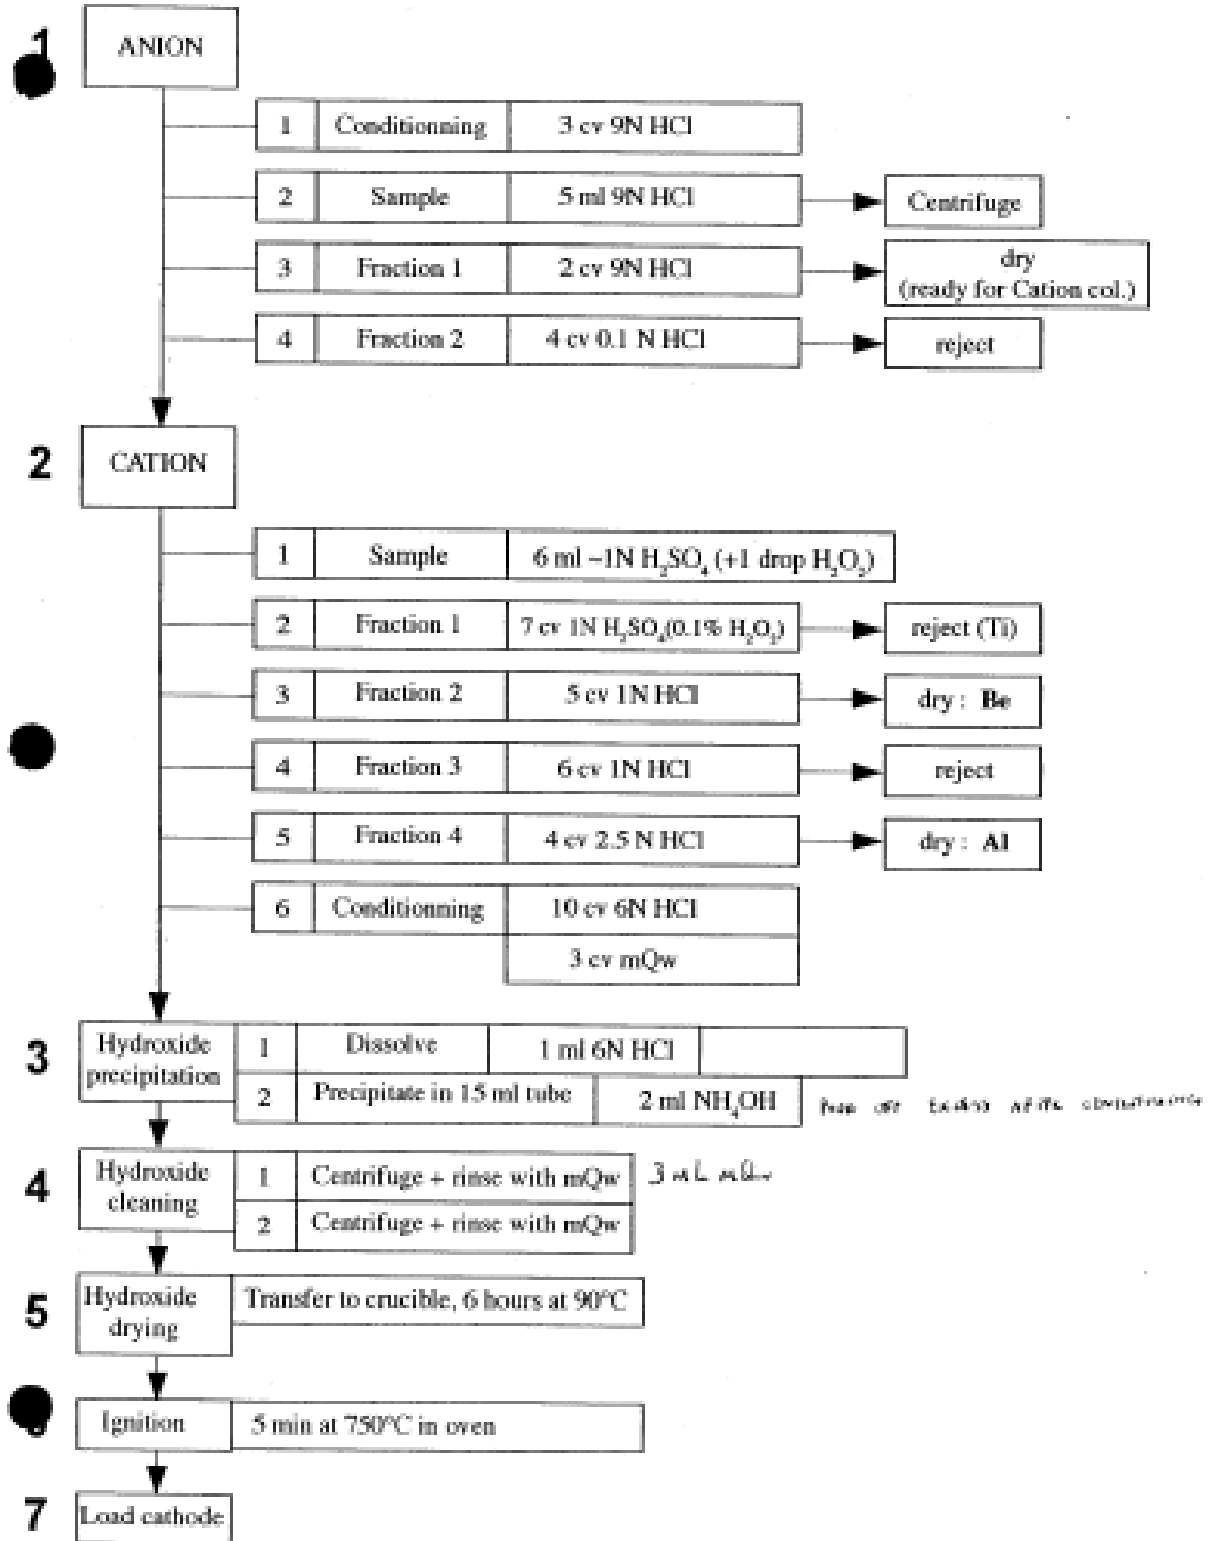 1 ANION
1 Conditionning 3 cv 9N HCl
2 Sample 5 ml 9N HCl Centrifuge
3 Fraction 1 2 cv 9N HCl dry
(ready for Cation col.)
4 Fraction 2 4 cv 0.1 N HCl reject
2 CATION
1 Sample 6 ml ~1N H₂SO₄ (+1 drop H₂O₂)
2 Fraction 1 7 cv 1N H₂SO₄(0.1% H₂O₂) reject (Ti)
3 Fraction 2 5 cv 1N HCl dry : Be
4 Fraction 3 6 cv 1N HCl reject
5 Fraction 4 4 cv 2.5 N HCl dry : Al
6 Conditionning 10 cv 6N HCl
3 cv mQw
3 Hydroxide precipitation 1 Dissolve 1 ml 6N HCl
2 Precipitate in 15 ml tube 2 ml NH₄OH
4 Hydroxide cleaning 1 Centrifuge + rinse with mQw 3 mL mQw
2 Centrifuge + rinse with mQw
5 Hydroxide drying Transfer to crucible, 6 hours at 90°C
Ignition 5 min at 750°C in oven
7 Load cathode